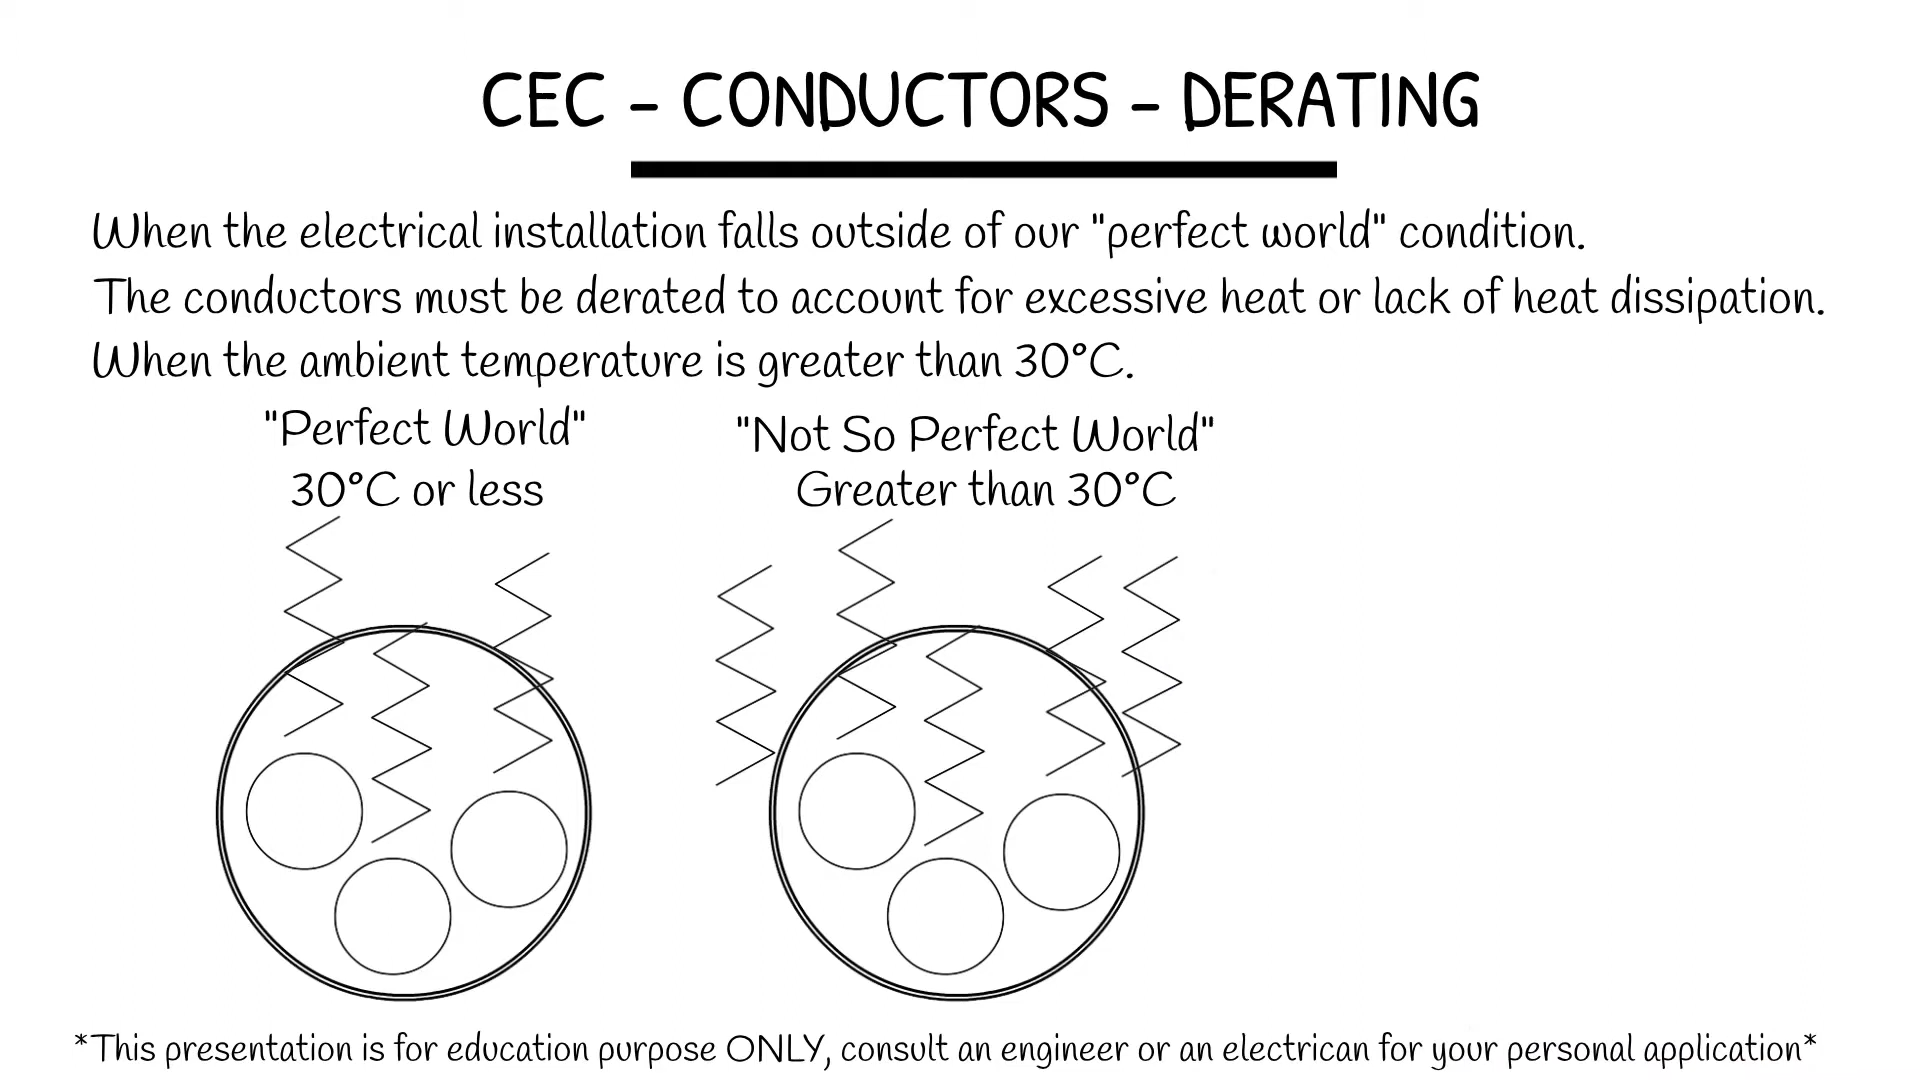 CEC - CONDUCTORS - DERATING
When the electrical installation falls outside of our "perfect world" condition.
The conductors must be derated to account for excessive heat or lack of heat dissipation.
When the ambient temperature is greater than 30°C.
"Perfect World"
30°C or less
"Not So Perfect World"
Greater than 30°C
*This presentation is for education purpose ONLY, consult an engineer or an electrican for your personal application*